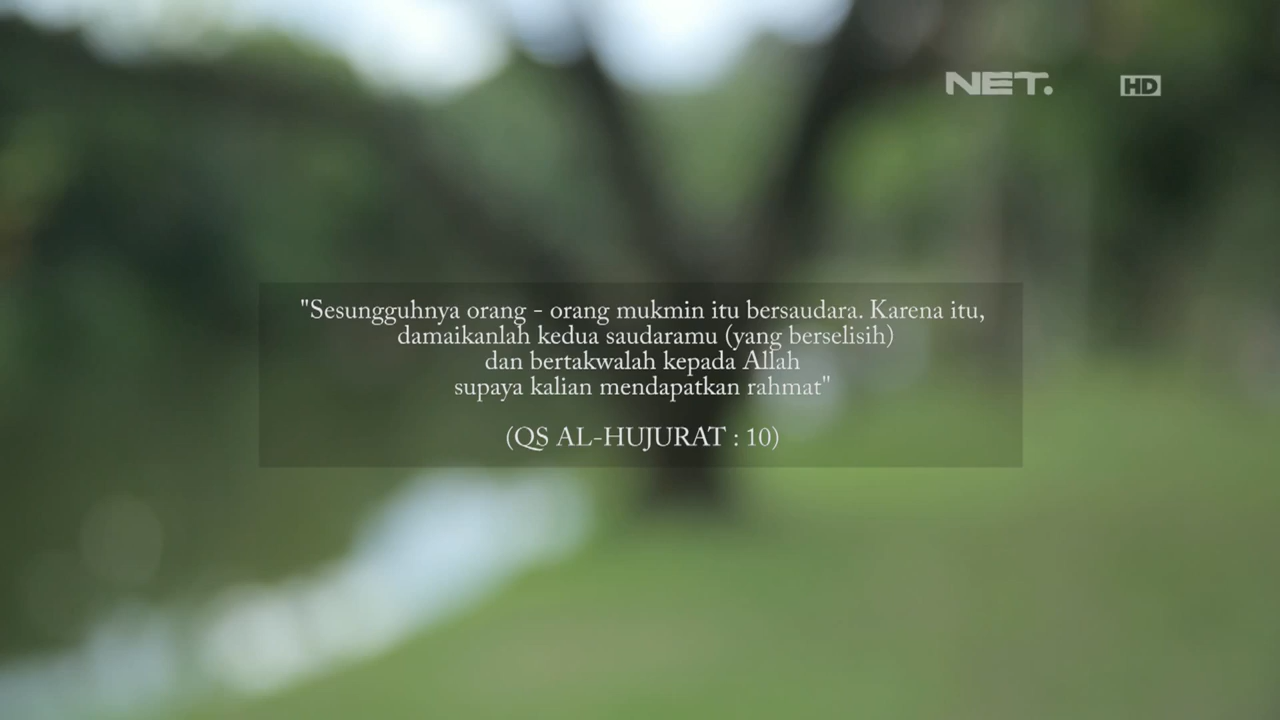 NET. HD
"Sesungguhnya orang - orang mukmin itu bersaudara. Karena itu,
damaikanlah kedua saudaramu (yang berselisih)
dan bertakwalah kepada Allah
supaya kalian mendapatkan rahmat"
(QS AL-HUJURAT : 10)